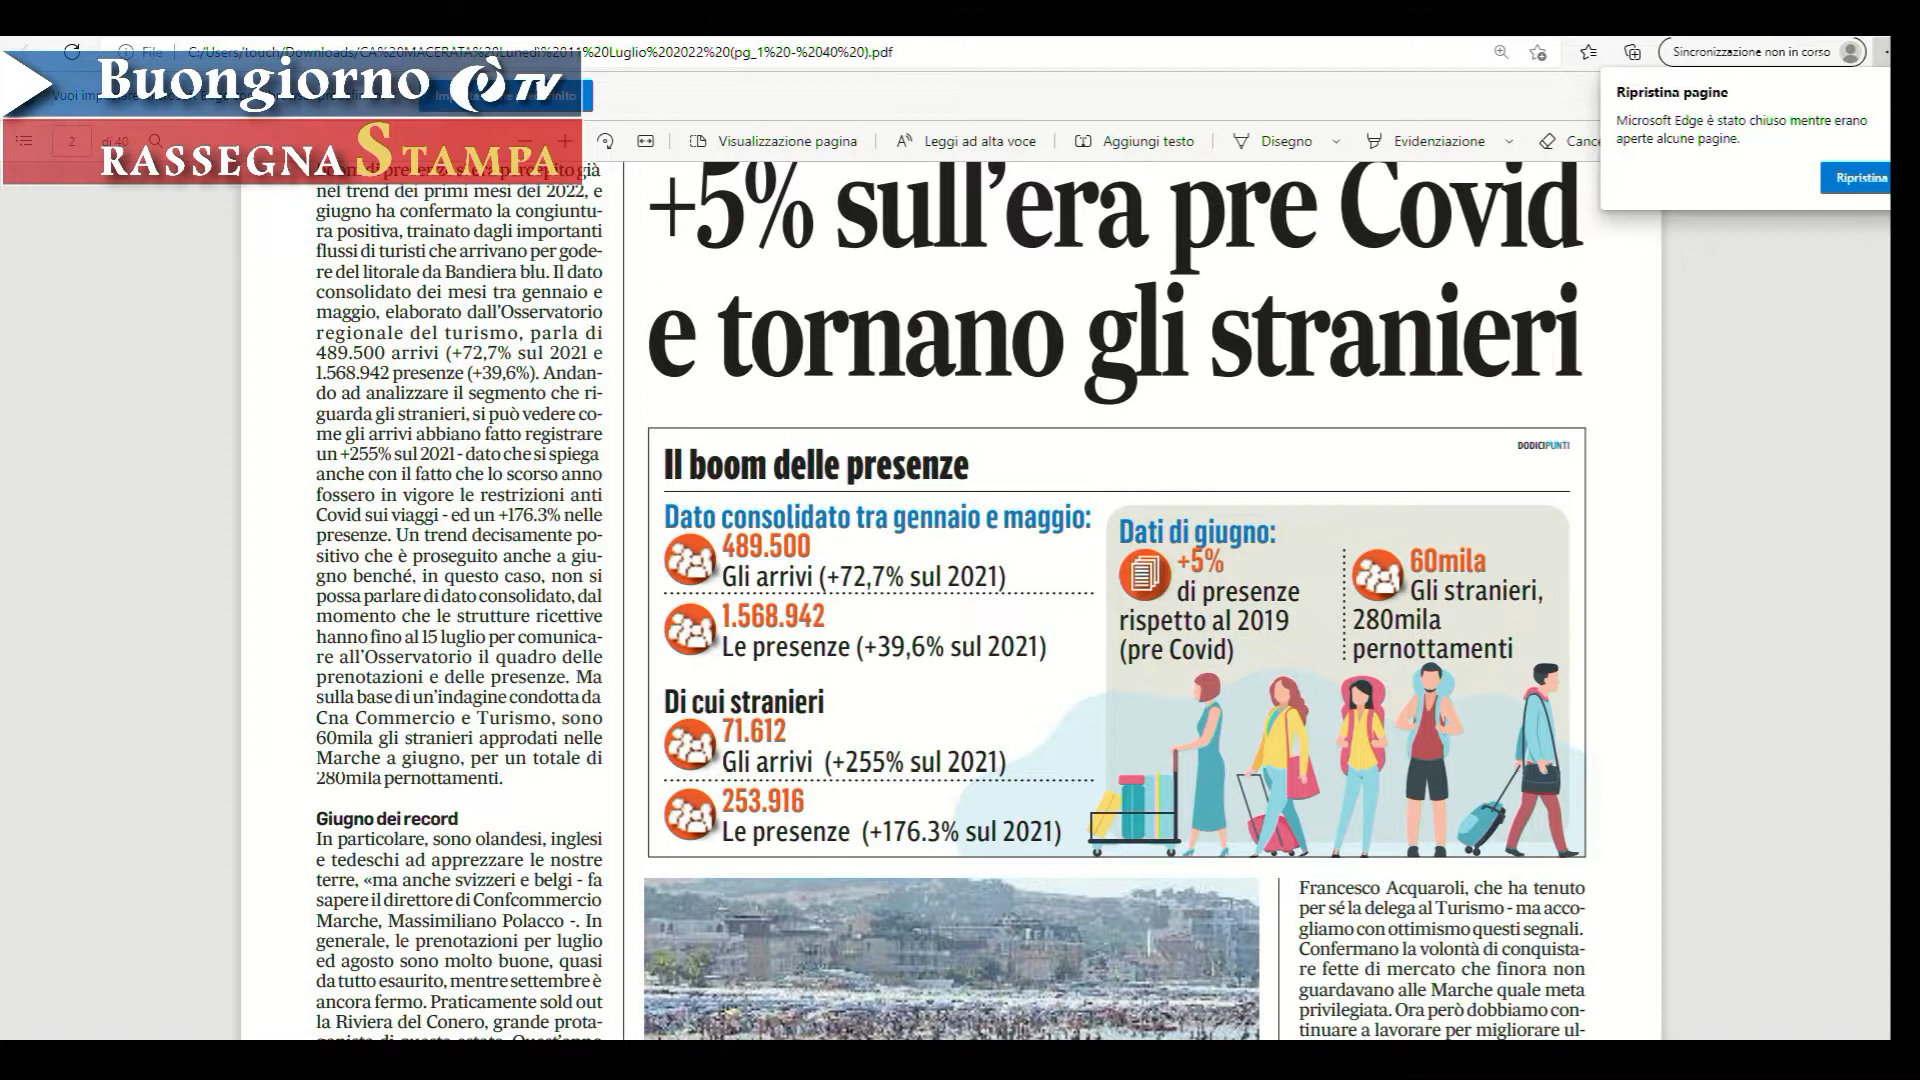 File
C:/Users/touch/Downloads/CA%20MACERATA%20Lunedì%2011%20Luglio%202022%20(pg_1%20-%2040%20).pdf
Sincronizzazione non in corso
Buongiorno TV
RASSEGNA STAMPA
2 di 40
Visualizzazione pagina
Leggi ad alta voce
Aggiungi testo
Disegno
Evidenziazione
Ripristina pagine
Microsoft Edge è stato chiuso mentre erano
aperte alcune pagine.
Ripristina
+5% sull'era pre Covid
e tornano gli stranieri
nel trend dei primi mesi del 2022, e
giugno ha confermato la congiuntu-
ra positiva, trainato dagli importanti
flussi di turisti che arrivano per gode-
re del litorale da Bandiera blu. Il dato
consolidato dei mesi tra gennaio e
maggio, elaborato dall'Osservatorio
regionale del turismo, parla di
489.500 arrivi (+72,7% sul 2021 e
1.568.942 presenze (+39,6%). Andan-
do ad analizzare il segmento che ri-
guarda gli stranieri, si può vedere co-
me gli arrivi abbiano fatto registrare
un +255% sul 2021 - dato che si spiega
anche con il fatto che lo scorso anno
fossero in vigore le restrizioni anti
Covid sui viaggi - ed un +176.3% nelle
presenze. Un trend decisamente po-
sitivo che è proseguito anche a giu-
gno benché, in questo caso, non si
possa parlare di dato consolidato, dal
momento che le strutture ricettive
hanno fino al 15 luglio per comunica-
re all'Osservatorio il quadro delle
prenotazioni e delle presenze. Ma
sulla base di un'indagine condotta da
Cna Commercio e Turismo, sono
60mila gli stranieri approdati nelle
Marche a giugno, per un totale di
280mila pernottamenti.
Giugno dei record
In particolare, sono olandesi, inglesi
e tedeschi ad apprezzare le nostre
terre, «ma anche svizzeri e belgi - fa
sapere il direttore di Confcommercio
Marche, Massimiliano Polacco -. In
generale, le prenotazioni per luglio
ed agosto sono molto buone, quasi
da tutto esaurito, mentre settembre è
ancora fermo. Praticamente sold out
la Riviera del Conero, grande prota-
DODICIPUNTI
Il boom delle presenze
Dato consolidato tra gennaio e maggio:
489.500
Gli arrivi (+72,7% sul 2021)
1.568.942
Le presenze (+39,6% sul 2021)
Di cui stranieri
71.612
Gli arrivi (+255% sul 2021)
253.916
Le presenze (+176.3% sul 2021)
Dati di giugno:
+5%
di presenze
rispetto al 2019
(pre Covid)
60mila
Gli stranieri,
280mila
pernottamenti
Francesco Acquaroli, che ha tenuto
per sé la delega al Turismo - ma acco-
gliamo con ottimismo questi segnali.
Confermano la volontà di conquista-
re fette di mercato che finora non
guardavano alle Marche quale meta
privilegiata. Ora però dobbiamo con-
tinuare a lavorare per migliorare ul-